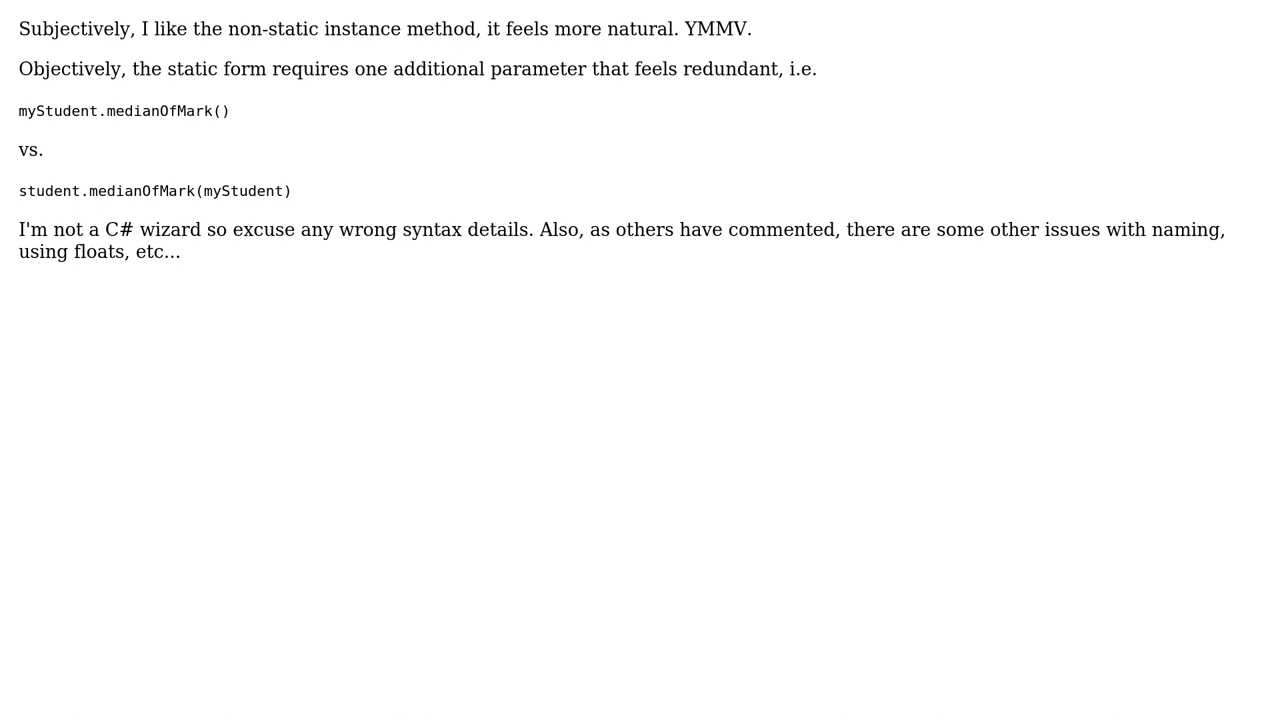 Subjectively, I like the non-static instance method, it feels more natural. YMMV.
Objectively, the static form requires one additional parameter that feels redundant, i.e.
myStudent.medianOfMark()
vs.
student.medianOfMark(myStudent)
I'm not a C# wizard so excuse any wrong syntax details. Also, as others have commented, there are some other issues with naming,
using floats, etc...